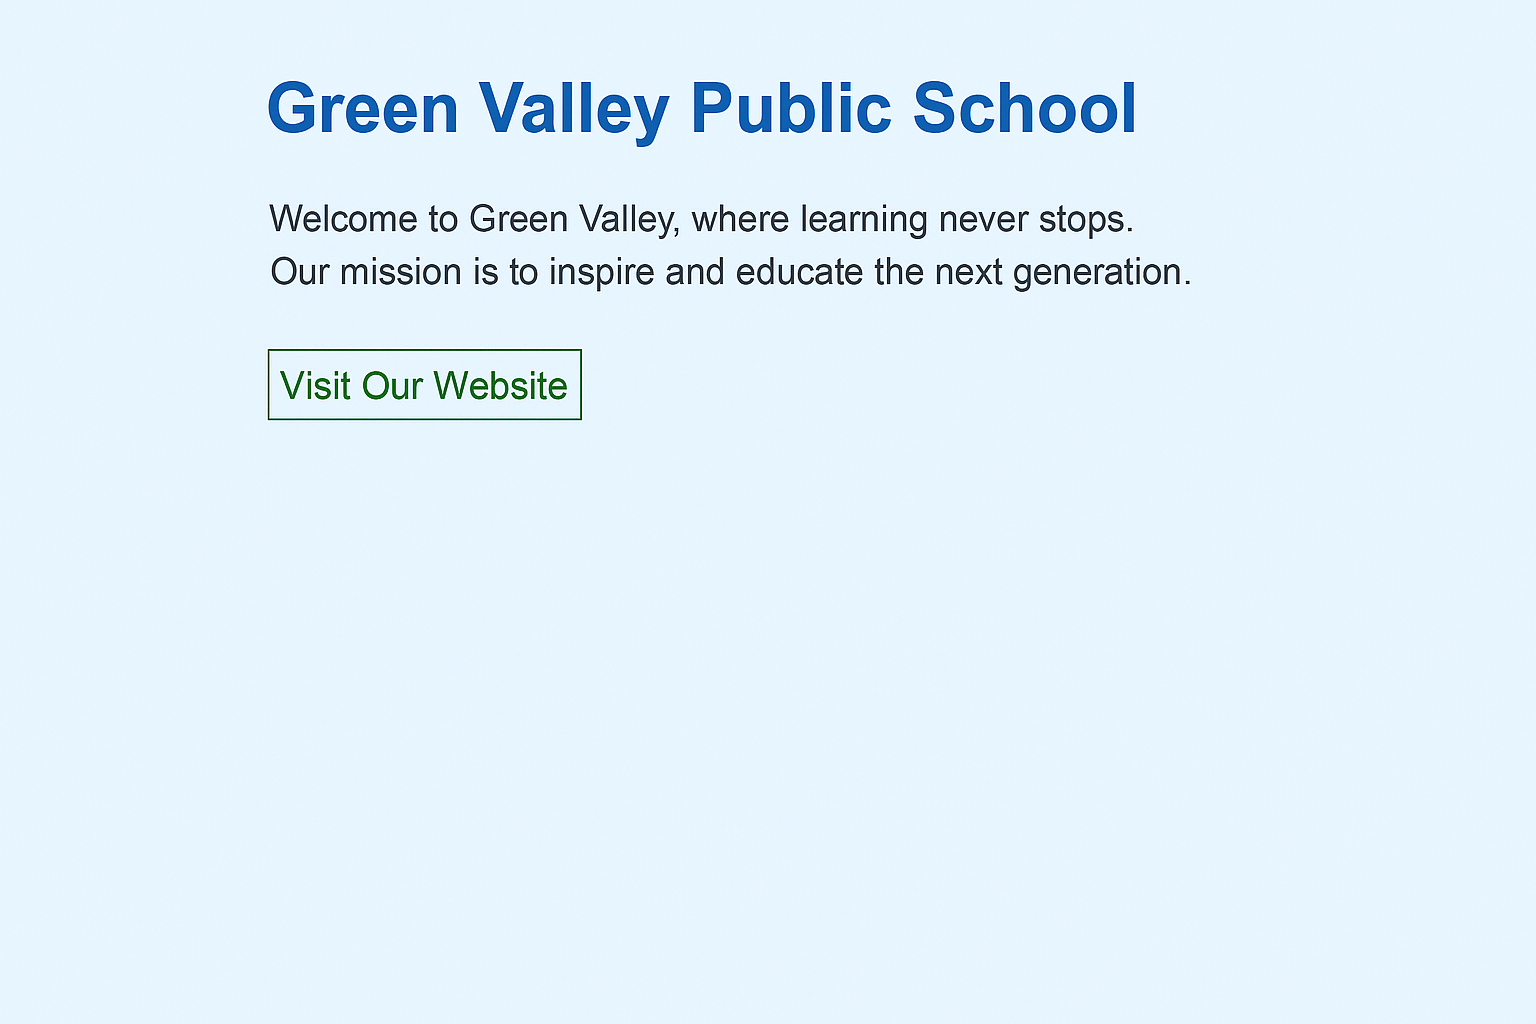 Green Valley Public School
Welcome to Green Valley, where learning never stops.
Our mission is to inspire and educate the next generation.
Visit Our Website